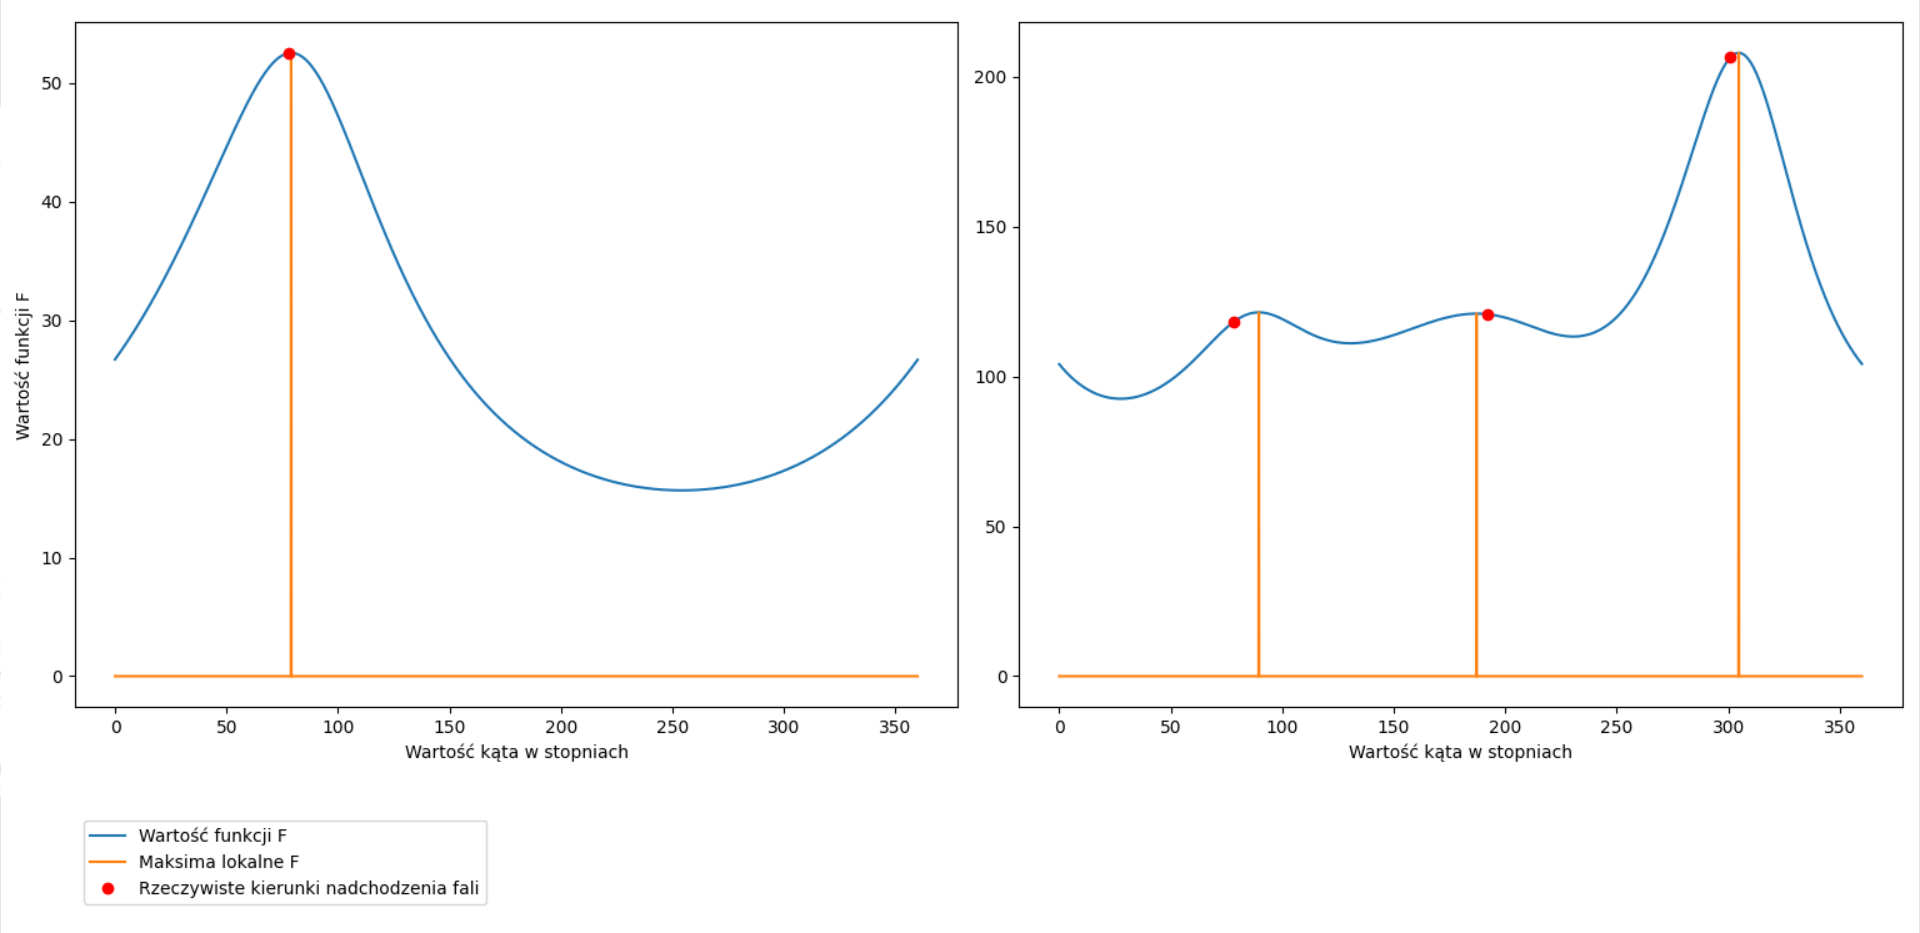 Wartość funkcji F
50
40
30
20
10
0
0 50 100 150 200 250 300 350
Wartość kąta w stopniach
200
150
100
50
0
0 50 100 150 200 250 300 350
Wartość kąta w stopniach
Wartość funkcji F
Maksima lokalne F
Rzeczywiste kierunki nadchodzenia fali